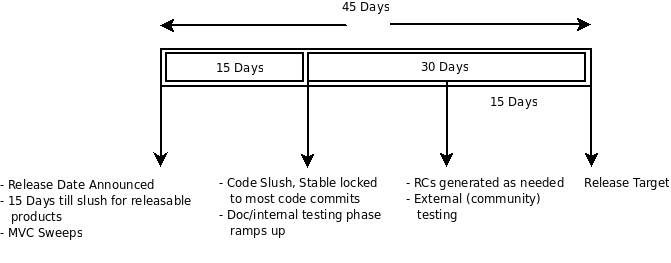 45 Days
15 Days
30 Days
15 Days
- Release Date Announced
- 15 Days till slush for releasable
products
- MVC Sweeps
- Code Slush, Stable locked
to most code commits
- Doc/internal testing phase
ramps up
- RCs generated as needed
- External (community)
testing
Release Target